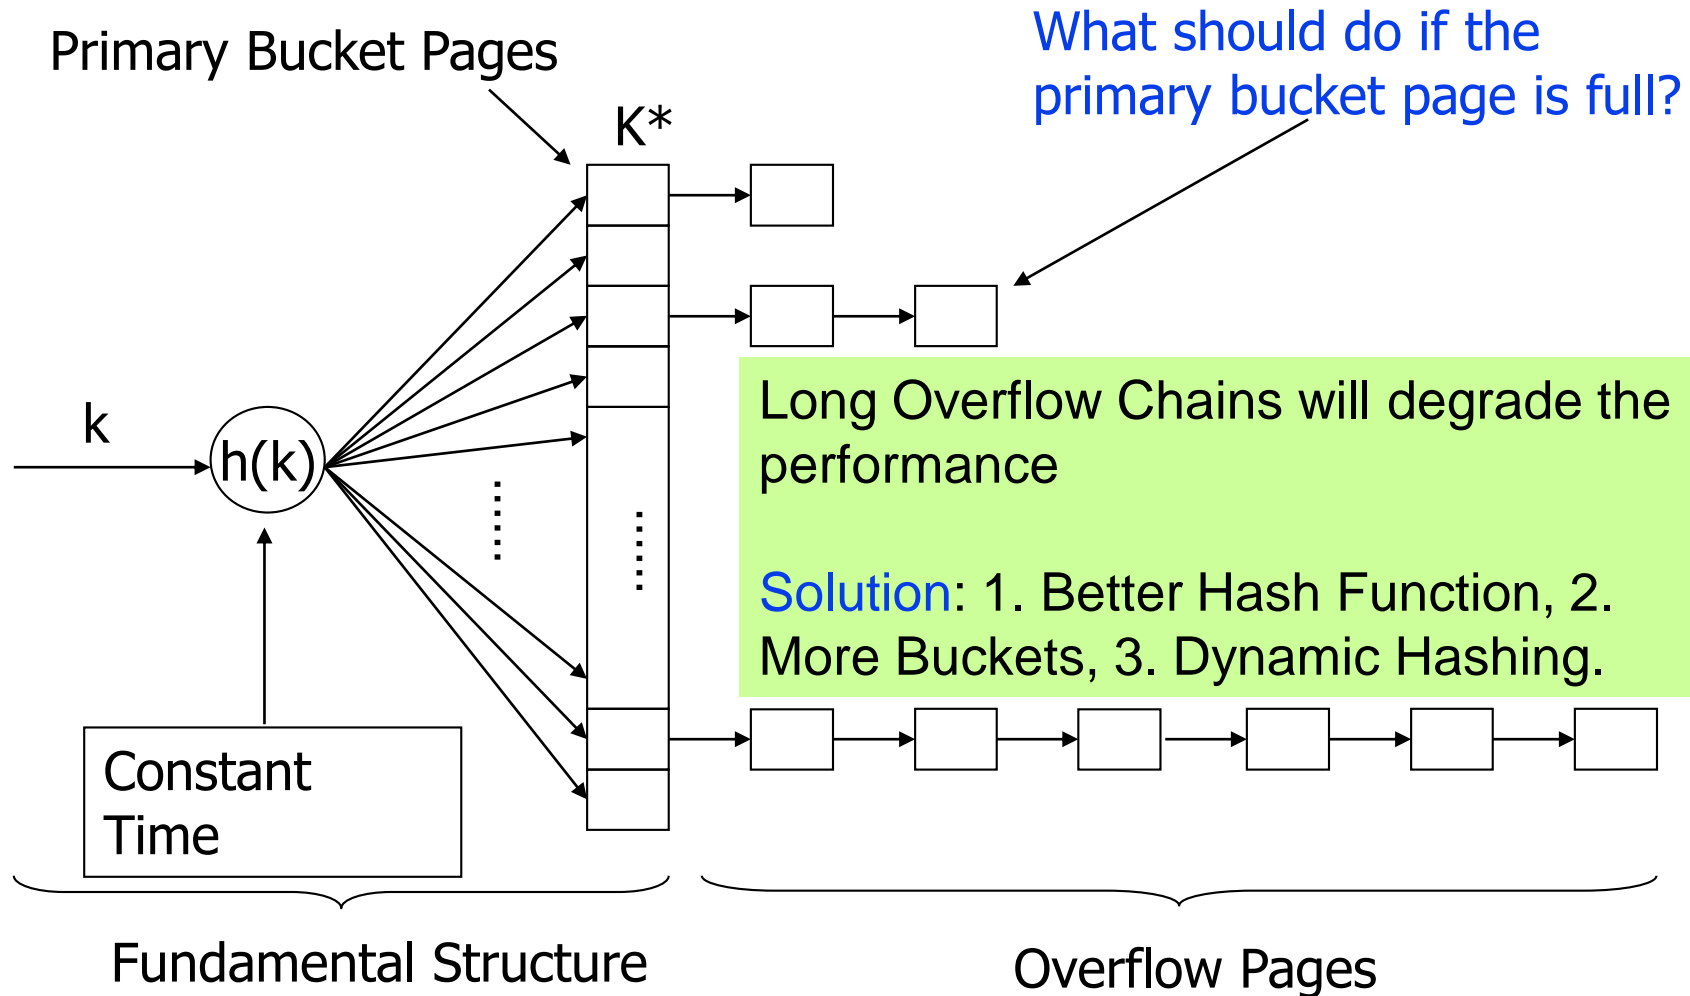 Primary Bucket Pages
What should do if the
primary bucket page is full?
K*
k
h(k)
......
......
Long Overflow Chains will degrade the
performance
Solution: 1. Better Hash Function, 2.
More Buckets, 3. Dynamic Hashing.
Constant
Time
Fundamental Structure
Overflow Pages